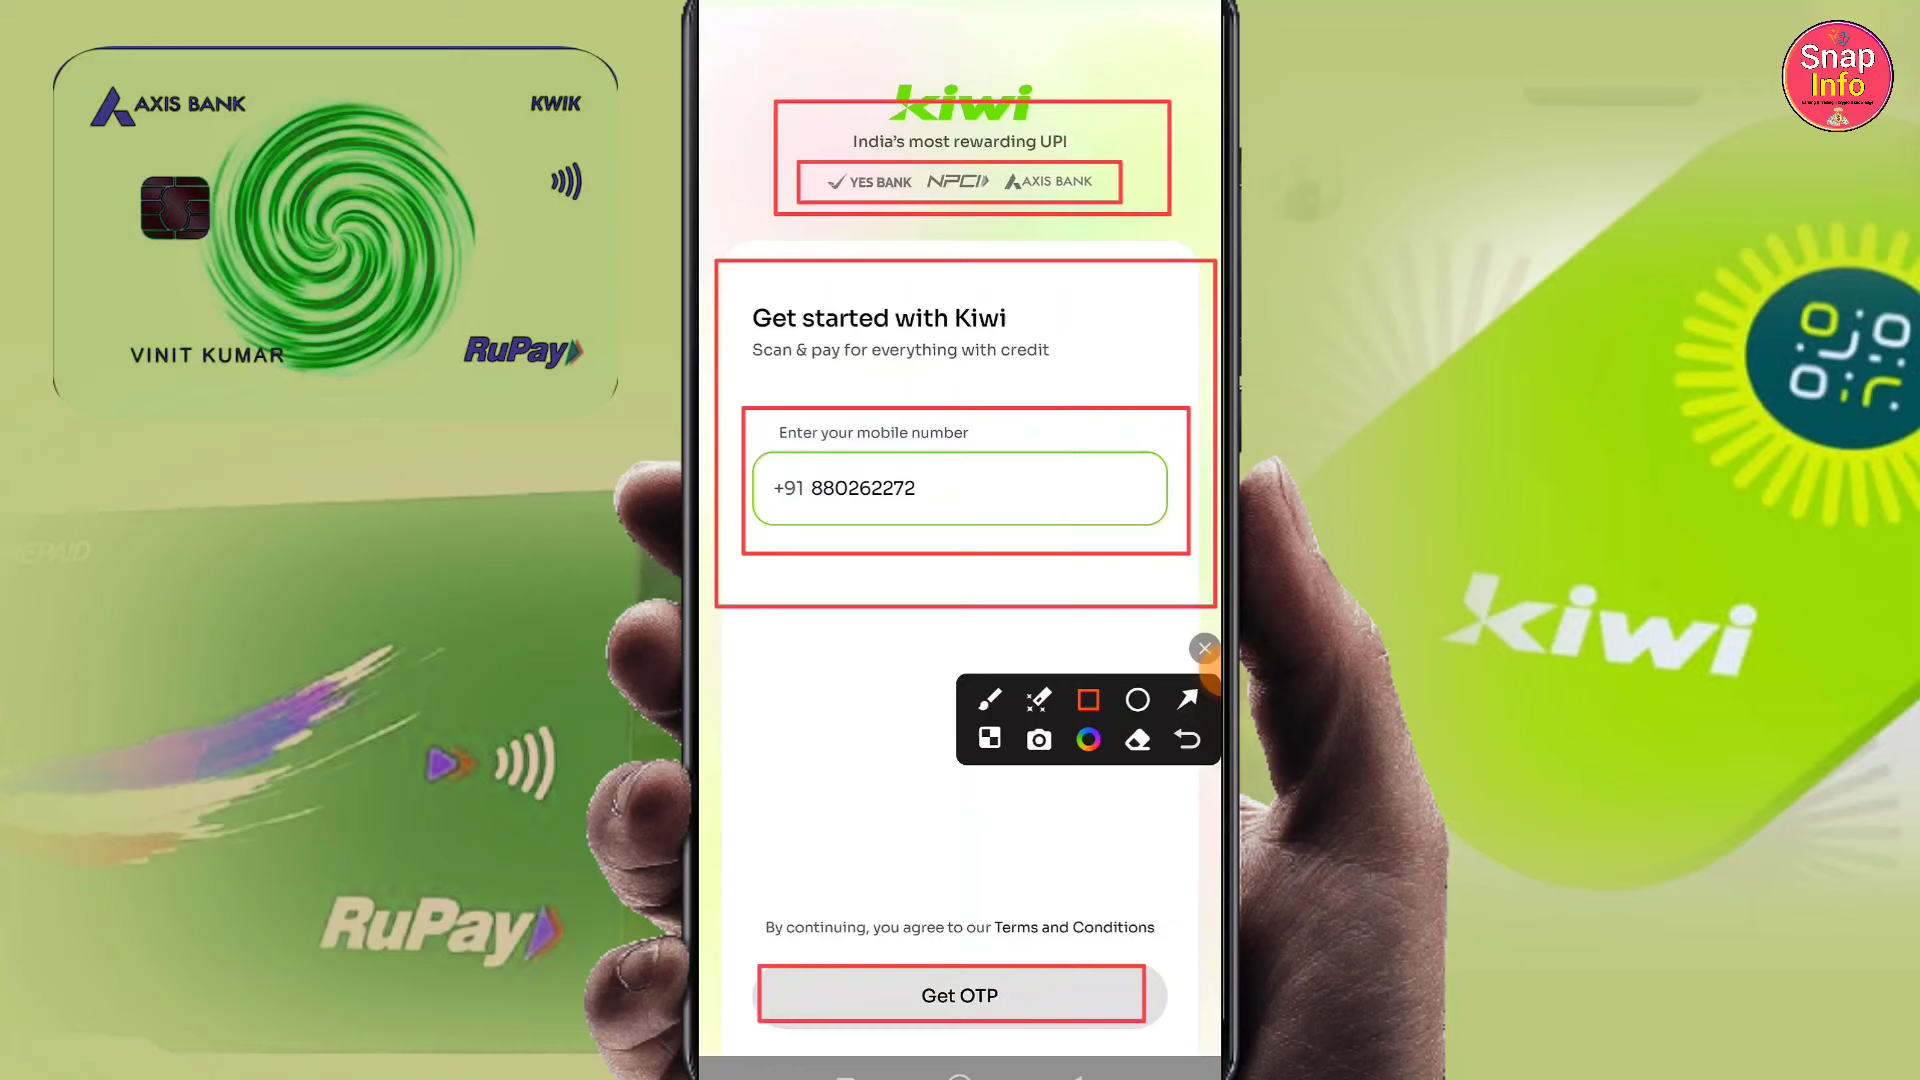 AXIS BANK
KWIK
VINIT KUMAR
RuPay
RuPay
kiwi
India's most rewarding UPI
YES BANK NPCI AXIS BANK
Get started with Kiwi
Scan & pay for everything with credit
Enter your mobile number
+91 880262272
By continuing, you agree to our Terms and Conditions
Get OTP
Snap
Info
kiwi